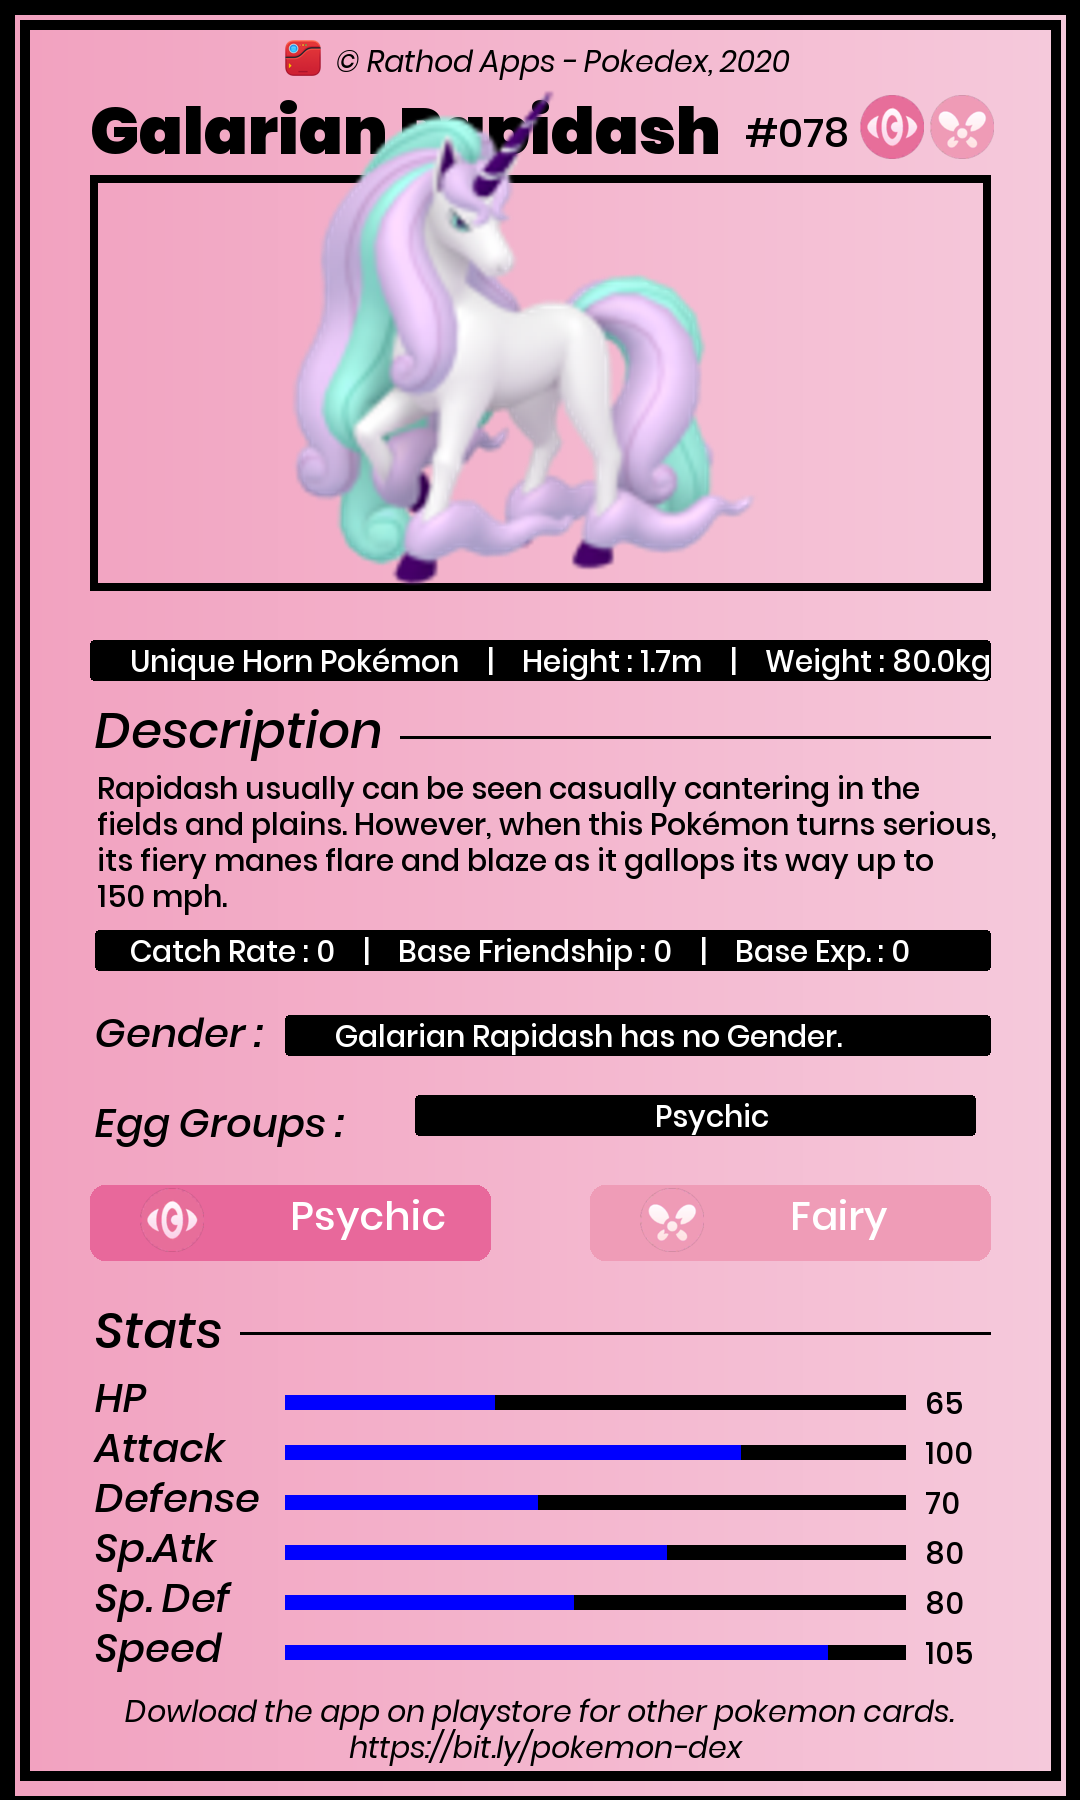 © Rathod Apps - Pokedex, 2020
Galarian Rapidash #078
Unique Horn Pokémon | Height : 1.7m | Weight : 80.0kg
Description
Rapidash usually can be seen casually cantering in the
fields and plains. However, when this Pokémon turns serious,
its fiery manes flare and blaze as it gallops its way up to
150 mph.
Catch Rate : 0 | Base Friendship : 0 | Base Exp. : 0
Gender : Galarian Rapidash has no Gender.
Egg Groups : Psychic
Psychic Fairy
Stats
HP 65
Attack 100
Defense 70
Sp.Atk 80
Sp. Def 80
Speed 105
Dowload the app on playstore for other pokemon cards.
https://bit.ly/pokemon-dex